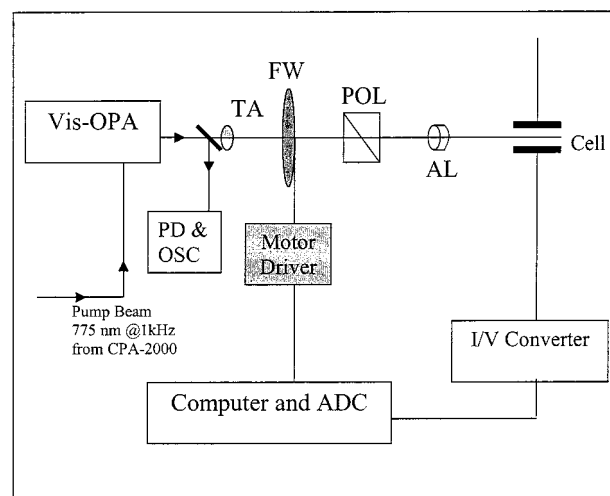 FW
TA
POL
Vis-OPA
Cell
AL
PD &
OSC
Motor
Driver
Pump Beam
775 nm @1kHz
from CPA-2000
I/V Converter
Computer and ADC